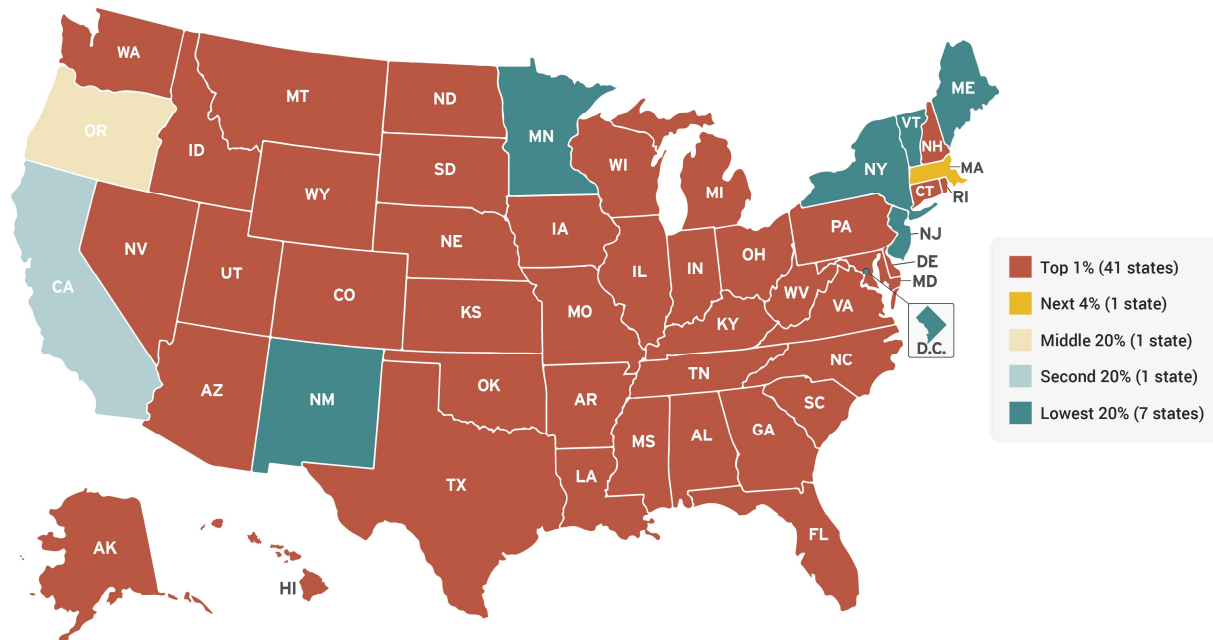 WA
MT
ND
MN
ME
VT
OR
ID
SD
WI
NH
NY
MA
WY
MI
CT
RI
IA
PA
NE
NJ
NV
OH
UT
IL
IN
DE
CA
CO
MD
WV
VA
KS
MO
KY
D.C.
NC
TN
AZ
OK
NM
AR
SC
GA
MS
AL
LA
TX
FL
AK
HI
Top 1% (41 states)
Next 4% (1 state)
Middle 20% (1 state)
Second 20% (1 state)
Lowest 20% (7 states)